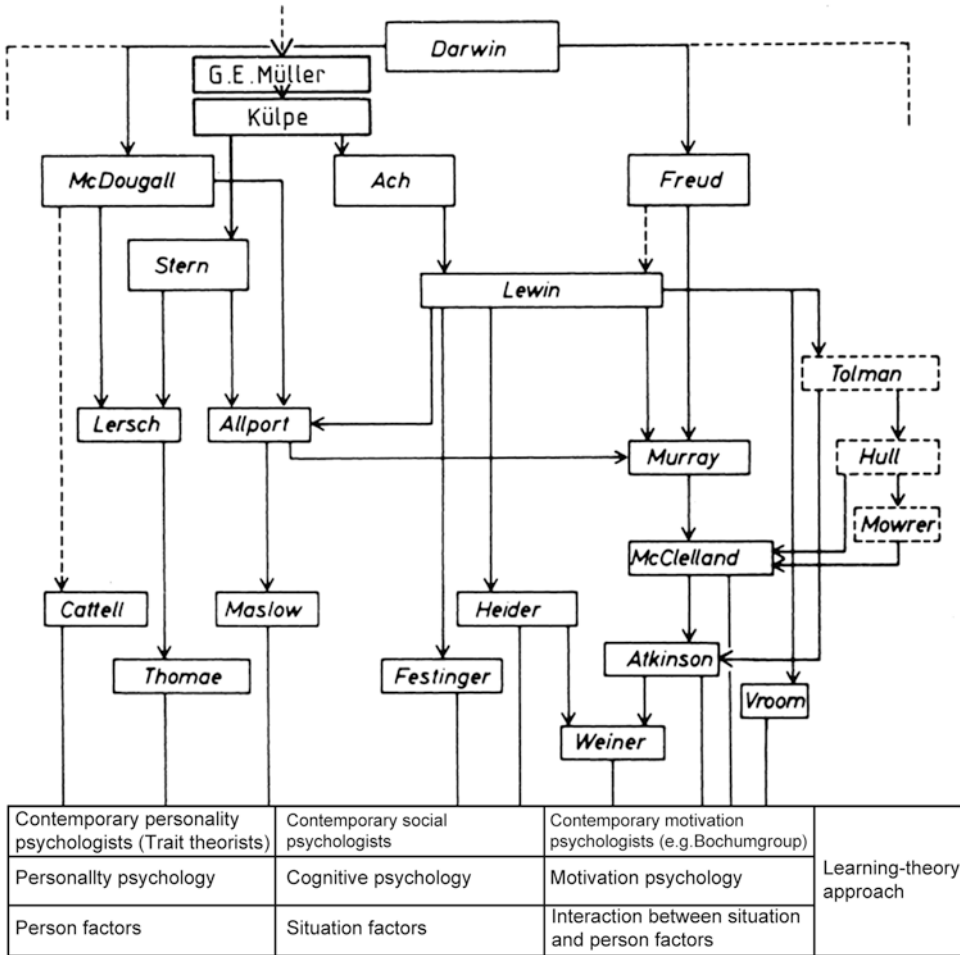 Darwin
G.E.Müller
Külpe
McDougall
Ach
Freud
Stern
Lewin
Tolman
Lersch
Allport
Murray
Hull
Mowrer
McClelland
Cattell
Maslow
Heider
Atkinson
Thomae
Festinger
Vroom
Weiner
Contemporary personality
psychologists (Trait theorists)
Contemporary social
psychologists
Contemporary motivation
psychologists (e.g.Bochumgroup)
Learning-theory
approach
Personallty psychology
Cognitive psychology
Motivation psychology
Person factors
Situation factors
Interaction between situation
and person factors